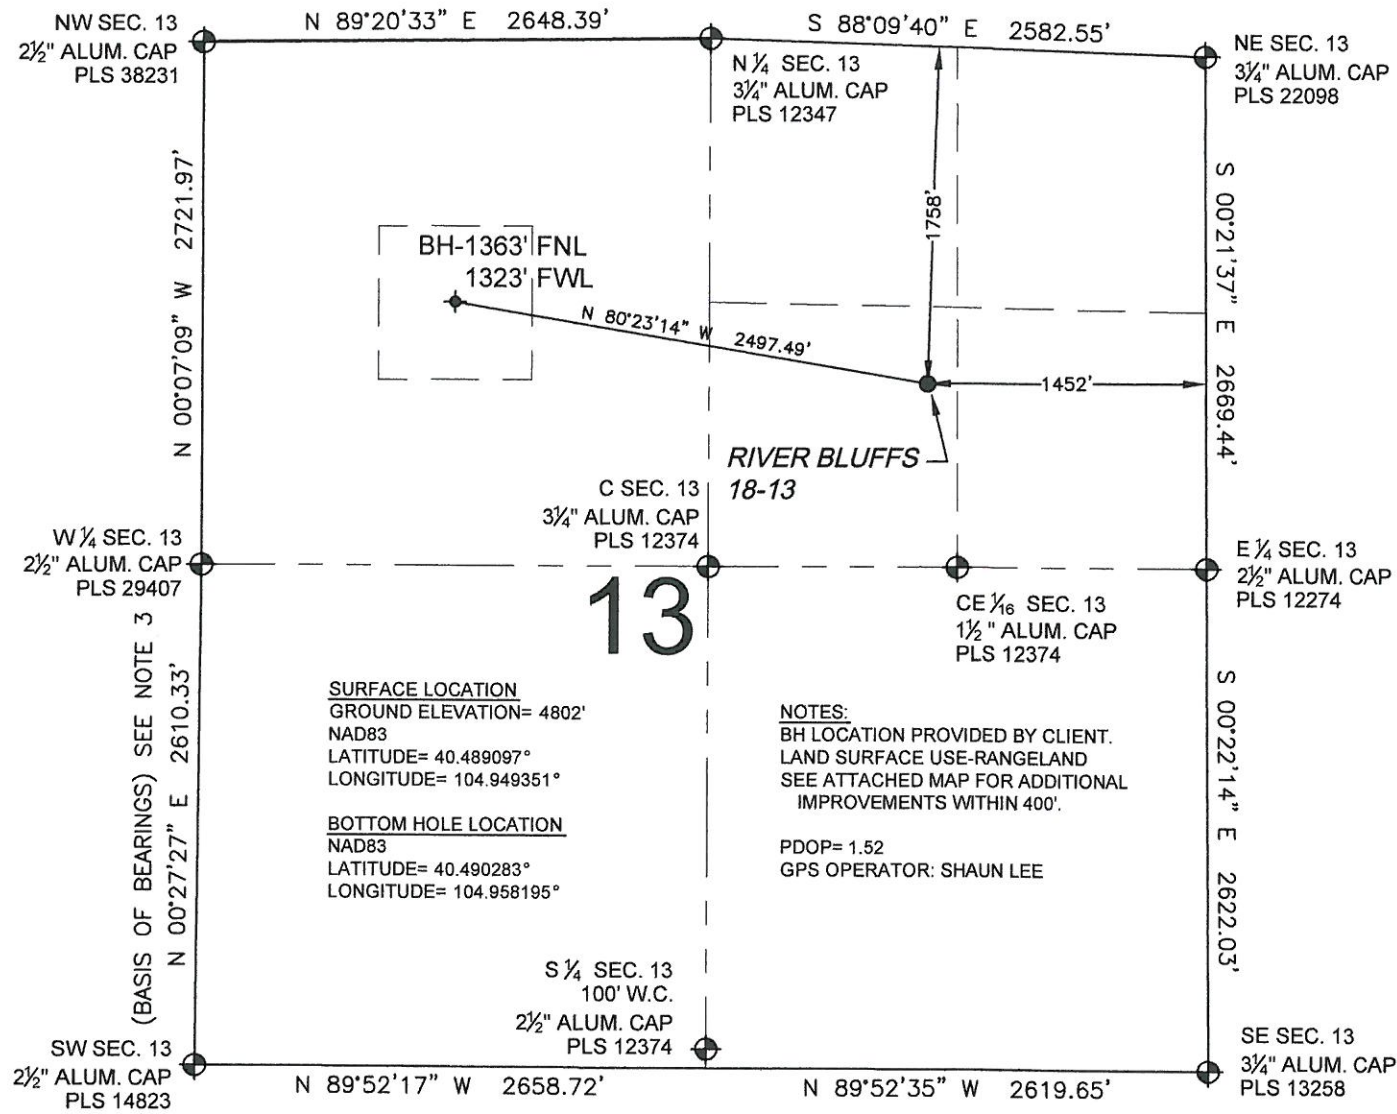 NW SEC. 13
2½" ALUM. CAP
PLS 38231
N 89°20'33" E 2648.39'
S 88°09'40" E 2582.55'
NE SEC. 13
3¼" ALUM. CAP
PLS 22098
N ¼ SEC. 13
3¼" ALUM. CAP
PLS 12347
N 00°07'09" W 2721.97'
S 00°21'37" E 2669.44'
1758'
BH-1363' FNL
1323' FWL
N 80°23'14" W 2497.49'
1452'
RIVER BLUFFS
18-13
C SEC. 13
3¼" ALUM. CAP
PLS 12374
W ¼ SEC. 13
2½" ALUM. CAP
PLS 29407
E ¼ SEC. 13
2½" ALUM. CAP
PLS 12274
CE 1⁄16 SEC. 13
1½" ALUM. CAP
PLS 12374
13
(BASIS OF BEARINGS) SEE NOTE 3
N 00°27'27" E 2610.33'
S 00°22'14" E 2622.03'
SURFACE LOCATION
GROUND ELEVATION= 4802'
NAD83
LATITUDE= 40.489097°
LONGITUDE= 104.949351°
BOTTOM HOLE LOCATION
NAD83
LATITUDE= 40.490283°
LONGITUDE= 104.958195°
NOTES:
BH LOCATION PROVIDED BY CLIENT.
LAND SURFACE USE-RANGELAND
SEE ATTACHED MAP FOR ADDITIONAL
IMPROVEMENTS WITHIN 400'.
PDOP= 1.52
GPS OPERATOR: SHAUN LEE
S ¼ SEC. 13
100' W.C.
2½" ALUM. CAP
PLS 12374
SW SEC. 13
2½" ALUM. CAP
PLS 14823
N 89°52'17" W 2658.72'
N 89°52'35" W 2619.65'
SE SEC. 13
3¼" ALUM. CAP
PLS 13258